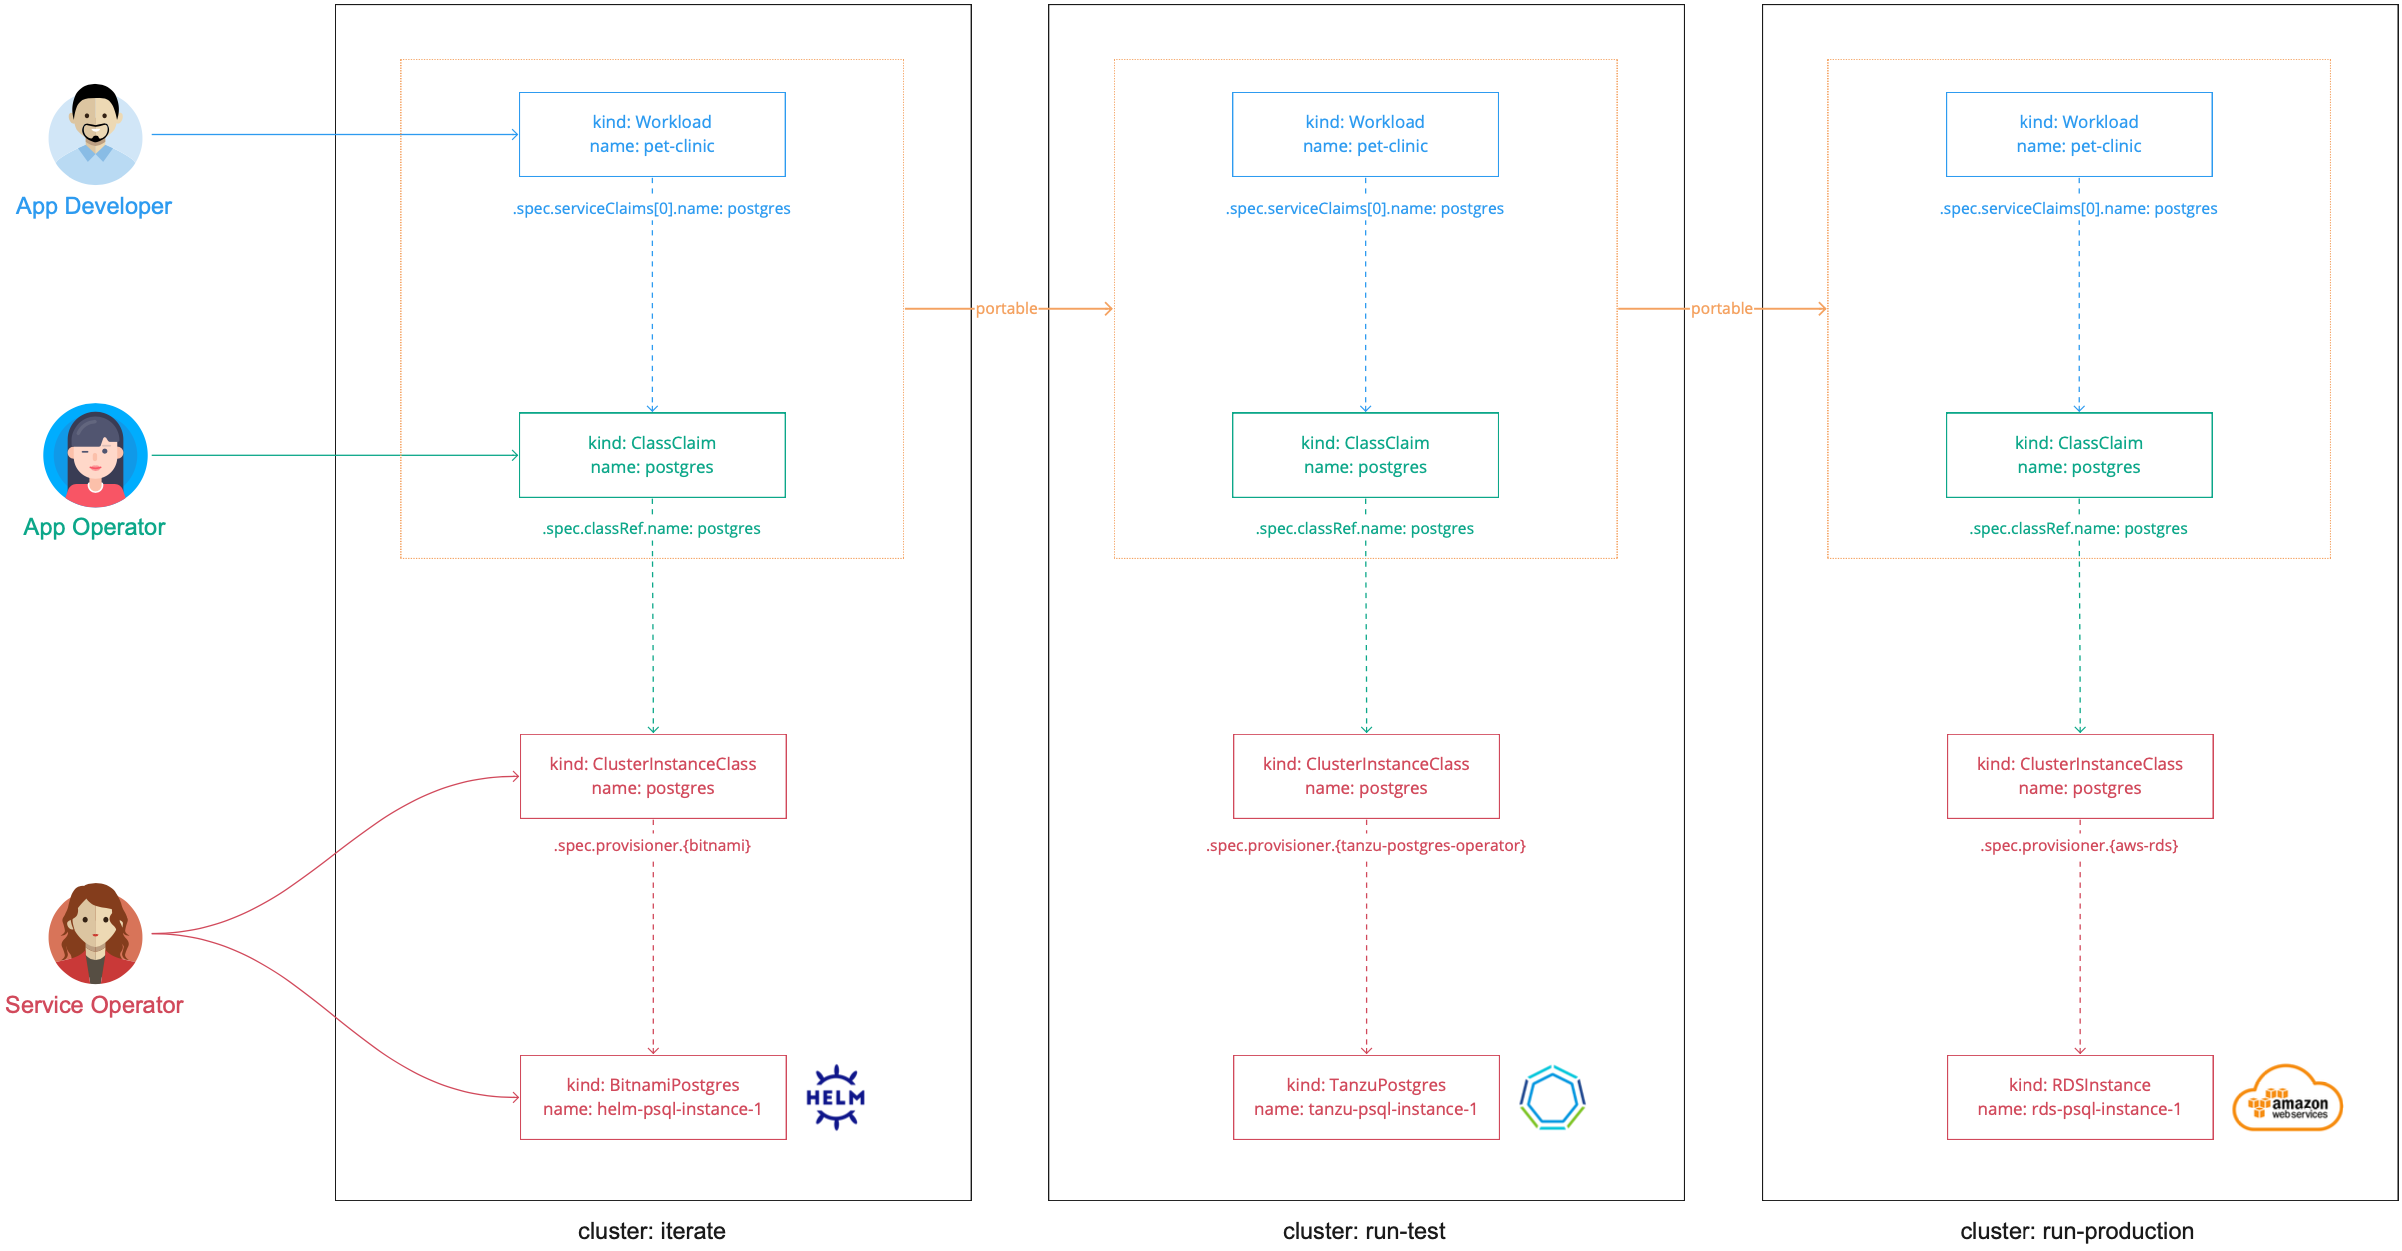 App Developer
App Operator
Service Operator
kind: Workload
name: pet-clinic
.spec.serviceClaims[0].name: postgres
kind: ClassClaim
name: postgres
.spec.classRef.name: postgres
kind: ClusterInstanceClass
name: postgres
.spec.provisioner.{bitnami}
kind: BitnamiPostgres
name: helm-psql-instance-1
HELM
cluster: iterate
portable
kind: Workload
name: pet-clinic
.spec.serviceClaims[0].name: postgres
kind: ClassClaim
name: postgres
.spec.classRef.name: postgres
kind: ClusterInstanceClass
name: postgres
.spec.provisioner.{tanzu-postgres-operator}
kind: TanzuPostgres
name: tanzu-psql-instance-1
cluster: run-test
portable
kind: Workload
name: pet-clinic
.spec.serviceClaims[0].name: postgres
kind: ClassClaim
name: postgres
.spec.classRef.name: postgres
kind: ClusterInstanceClass
name: postgres
.spec.provisioner.{aws-rds}
kind: RDSInstance
name: rds-psql-instance-1
amazon
webservices
cluster: run-production